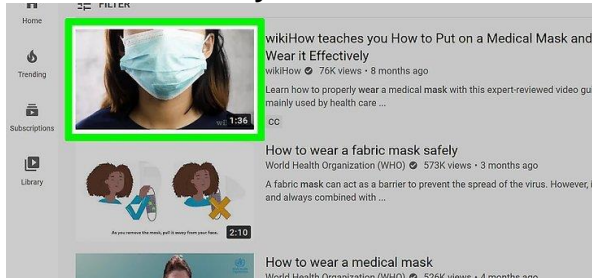 FILTER
Home
Trending
Subscriptions
Library
1:36
wikiHow teaches you How to Put on a Medical Mask and
Wear it Effectively
wikiHow 76K views • 8 months ago
Learn how to properly wear a medical mask with this expert-reviewed video gui
mainly used by health care ...
CC
As you remove the mask, pull it away from your face.
2:10
How to wear a fabric mask safely
World Health Organization (WHO) 573K views • 3 months ago
A fabric mask can act as a barrier to prevent the spread of the virus. However, i
and always combined with ...
How to wear a medical mask
World Health Organization (WHO) 526K views • 4 months ago